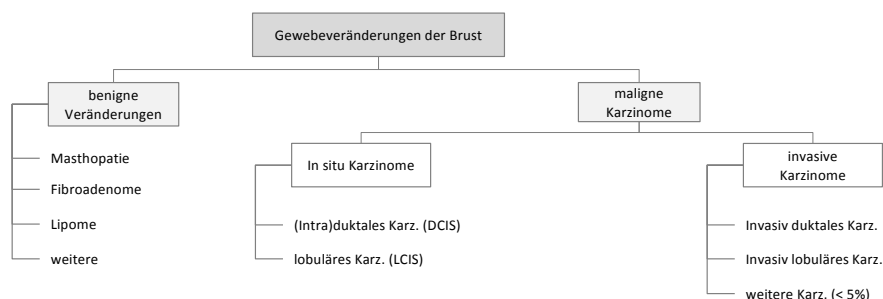 Gewebeveränderungen der Brust
benigne
Veränderungen
maligne
Karzinome
Masthopatie
Fibroadenome
Lipome
weitere
In situ Karzinome
(Intra)duktales Karz. (DCIS)
lobuläres Karz. (LCIS)
invasive
Karzinome
Invasiv duktales Karz.
Invasiv lobuläres Karz.
weitere Karz. (< 5%)